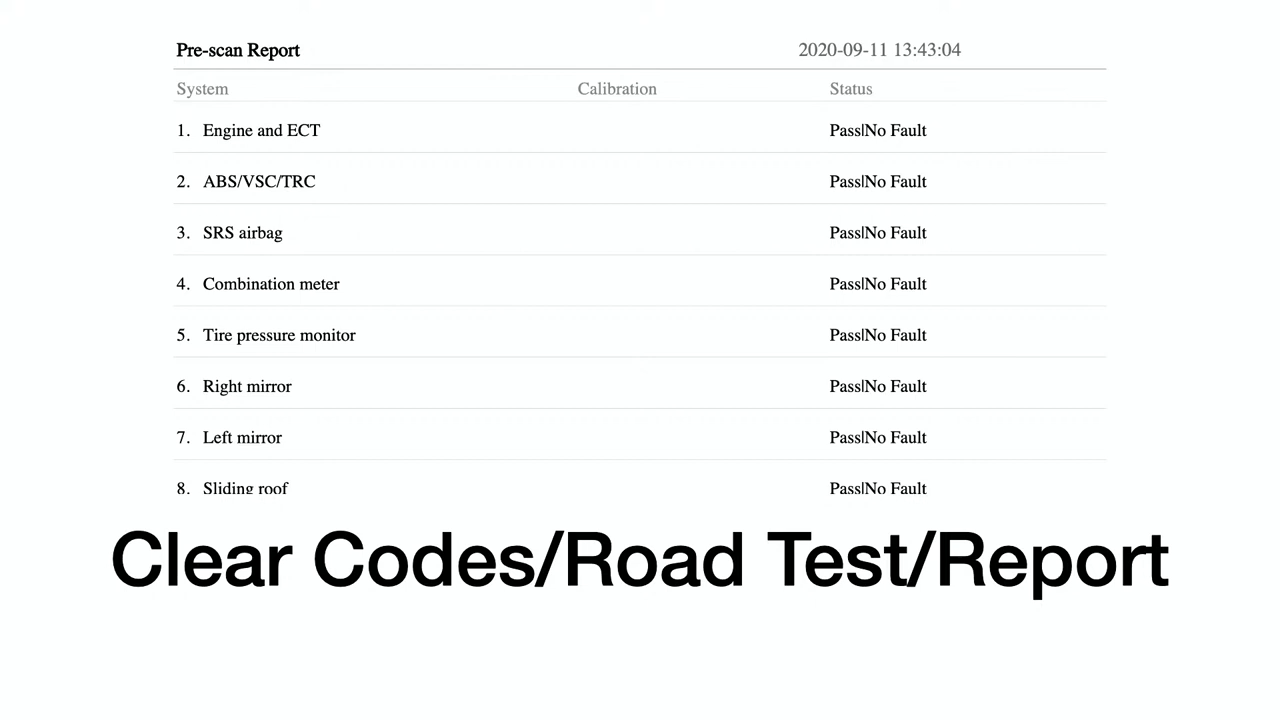 Pre-scan Report 2020-09-11 13:43:04
System Calibration Status
1. Engine and ECT Pass|No Fault
2. ABS/VSC/TRC Pass|No Fault
3. SRS airbag Pass|No Fault
4. Combination meter Pass|No Fault
5. Tire pressure monitor Pass|No Fault
6. Right mirror Pass|No Fault
7. Left mirror Pass|No Fault
8. Sliding roof Pass|No Fault
Clear Codes/Road Test/Report